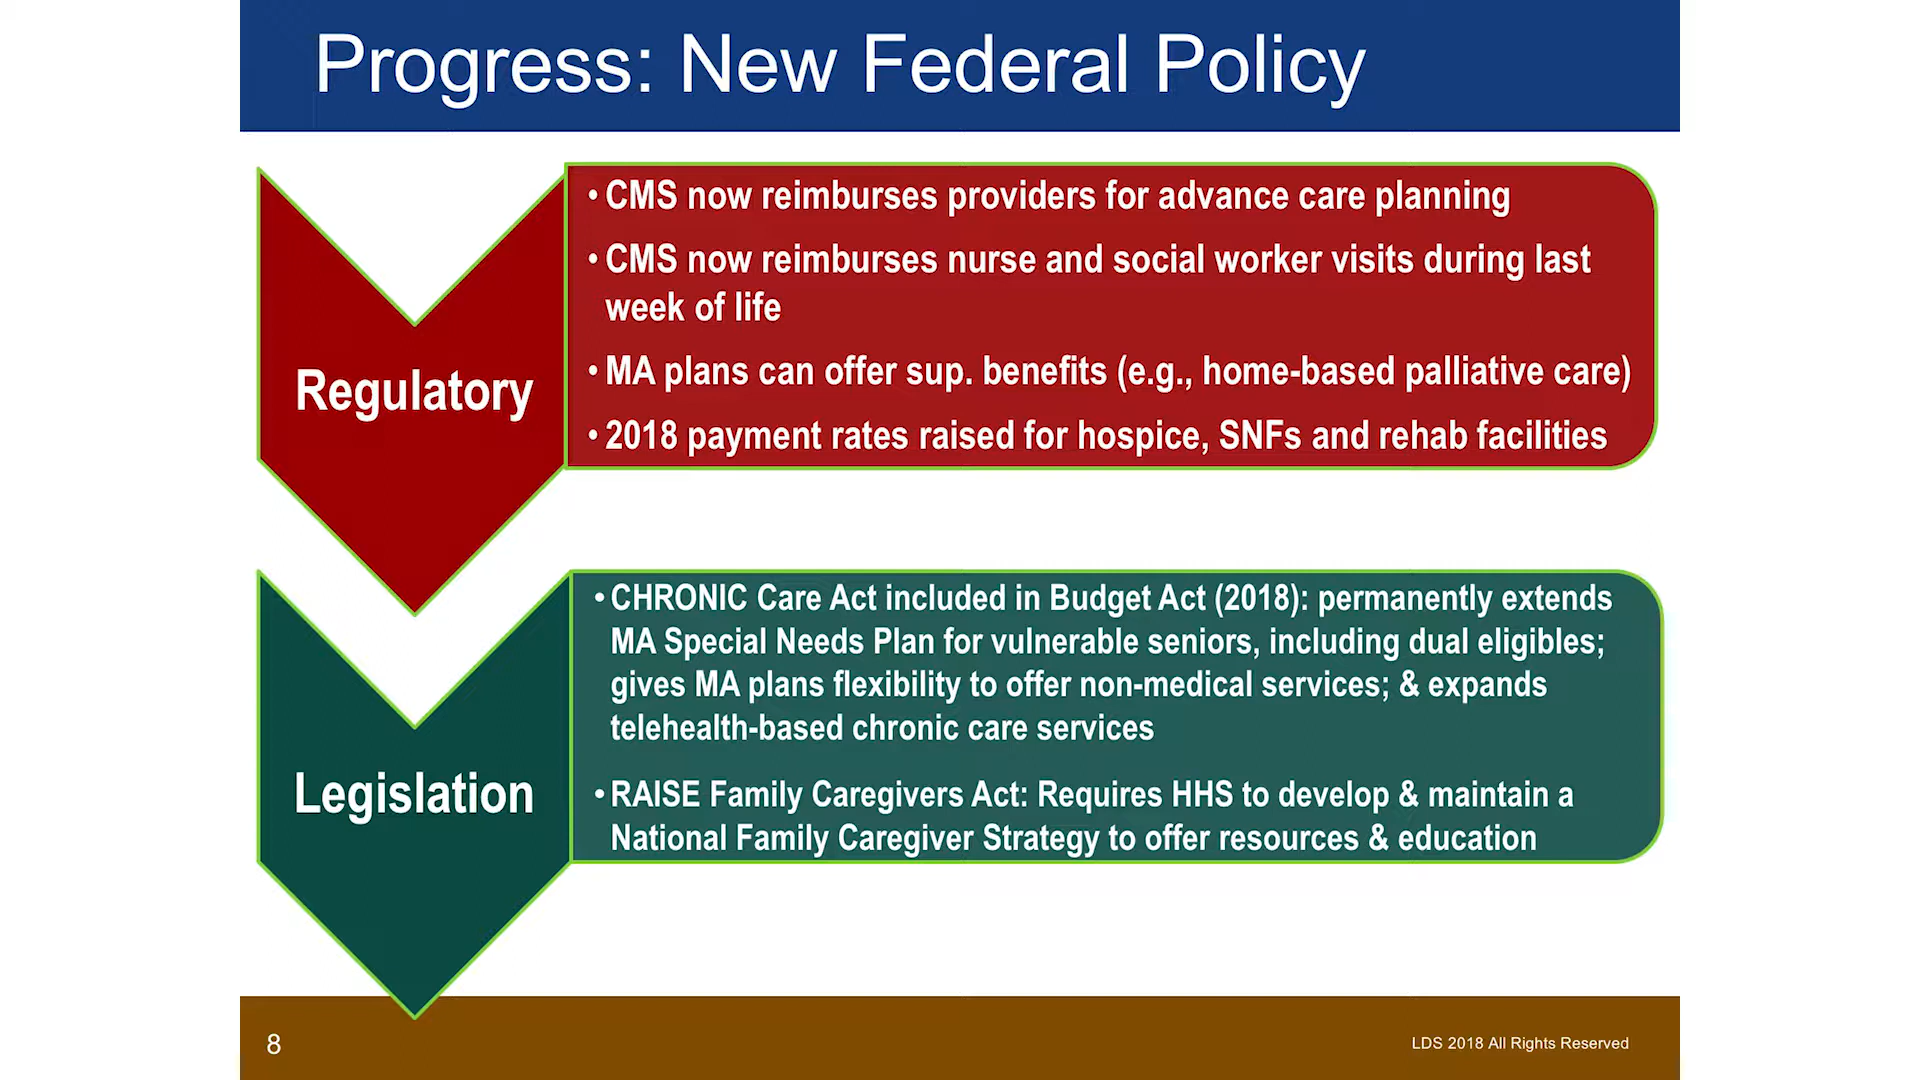 Progress: New Federal Policy
Regulatory
• CMS now reimburses providers for advance care planning
• CMS now reimburses nurse and social worker visits during last
week of life
• MA plans can offer sup. benefits (e.g., home-based palliative care)
• 2018 payment rates raised for hospice, SNFs and rehab facilities
Legislation
• CHRONIC Care Act included in Budget Act (2018): permanently extends
MA Special Needs Plan for vulnerable seniors, including dual eligibles;
gives MA plans flexibility to offer non-medical services; & expands
telehealth-based chronic care services
• RAISE Family Caregivers Act: Requires HHS to develop & maintain a
National Family Caregiver Strategy to offer resources & education
8
LDS 2018 All Rights Reserved